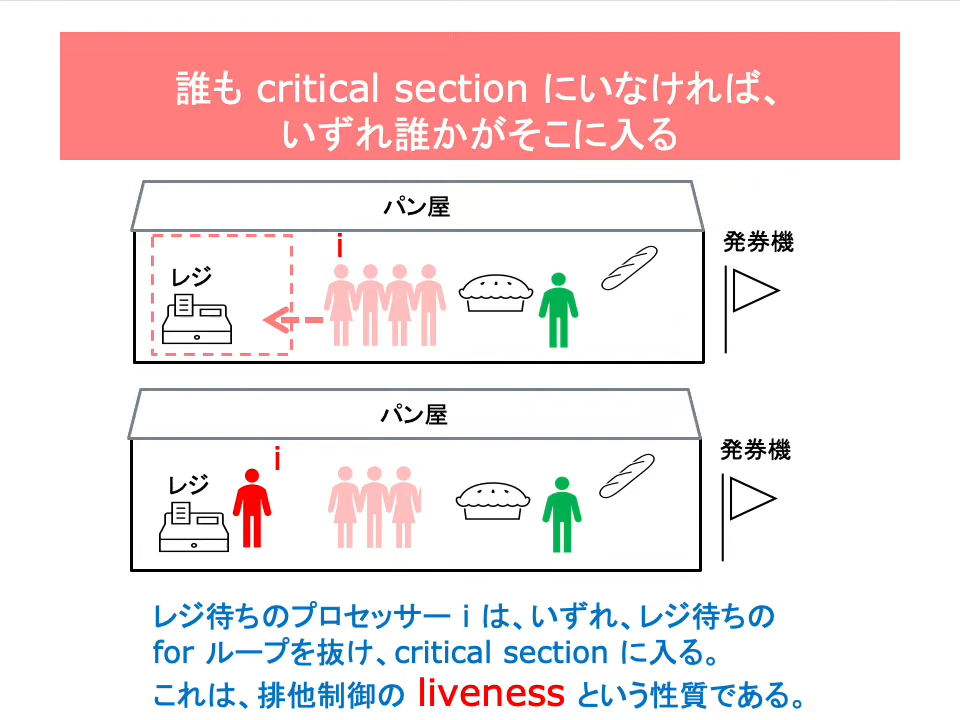 誰も critical section にいなければ、
いずれ誰かがそこに入る
パン屋
発券機
i
レジ
パン屋
発券機
i
レジ
レジ待ちのプロセッサー i は、いずれ、レジ待ちの
for ループを抜け、critical section に入る。
これは、排他制御の liveness という性質である。